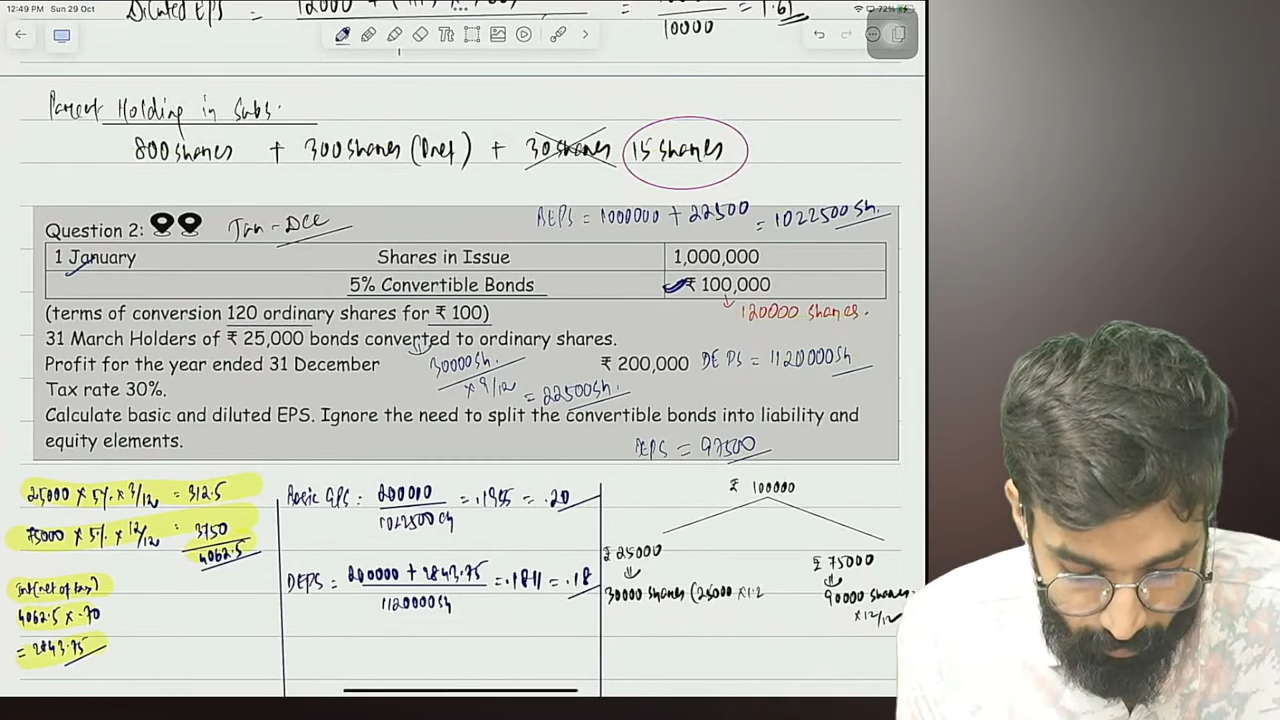 12:49 PM Sun 29 Oct
72%
Diluted EPS = 12000 + = = 1.61
10000 10000
Parent Holding in Subs.
800 shares + 300 shares (Pref) + 30 shares 15 shares
BEPS = 1000000 + 22500 = 1022500 sh.
Question 2: Jan - Dec
1 January Shares in Issue 1,000,000
5% Convertible Bonds ₹ 100,000
(terms of conversion 120 ordinary shares for ₹ 100) 120000 shares.
31 March Holders of ₹ 25,000 bonds converted to ordinary shares.
Profit for the year ended 31 December ₹ 200,000 DEPS = 1120000 sh
30000 sh. × 9/12 = 22500 sh.
Tax rate 30%.
Calculate basic and diluted EPS. Ignore the need to split the convertible bonds into liability and
equity elements.
DEPS = 97500
25000 × 5% × 3/12 = 312.5
75000 × 5% × 12/12 = 3750
4062.5
Int (net of tax)
4062.5 × .70
= 2843.75
Basic EPS = 200000 / 1022500 sh = .1955 = .20
DEPS = 200000 + 2843.75 / 1120000 sh = .1811 = .18
₹ 100000
₹ 25000 ₹ 75000
30000 shares (25000 × 1.2 90000 shares
× 12/12